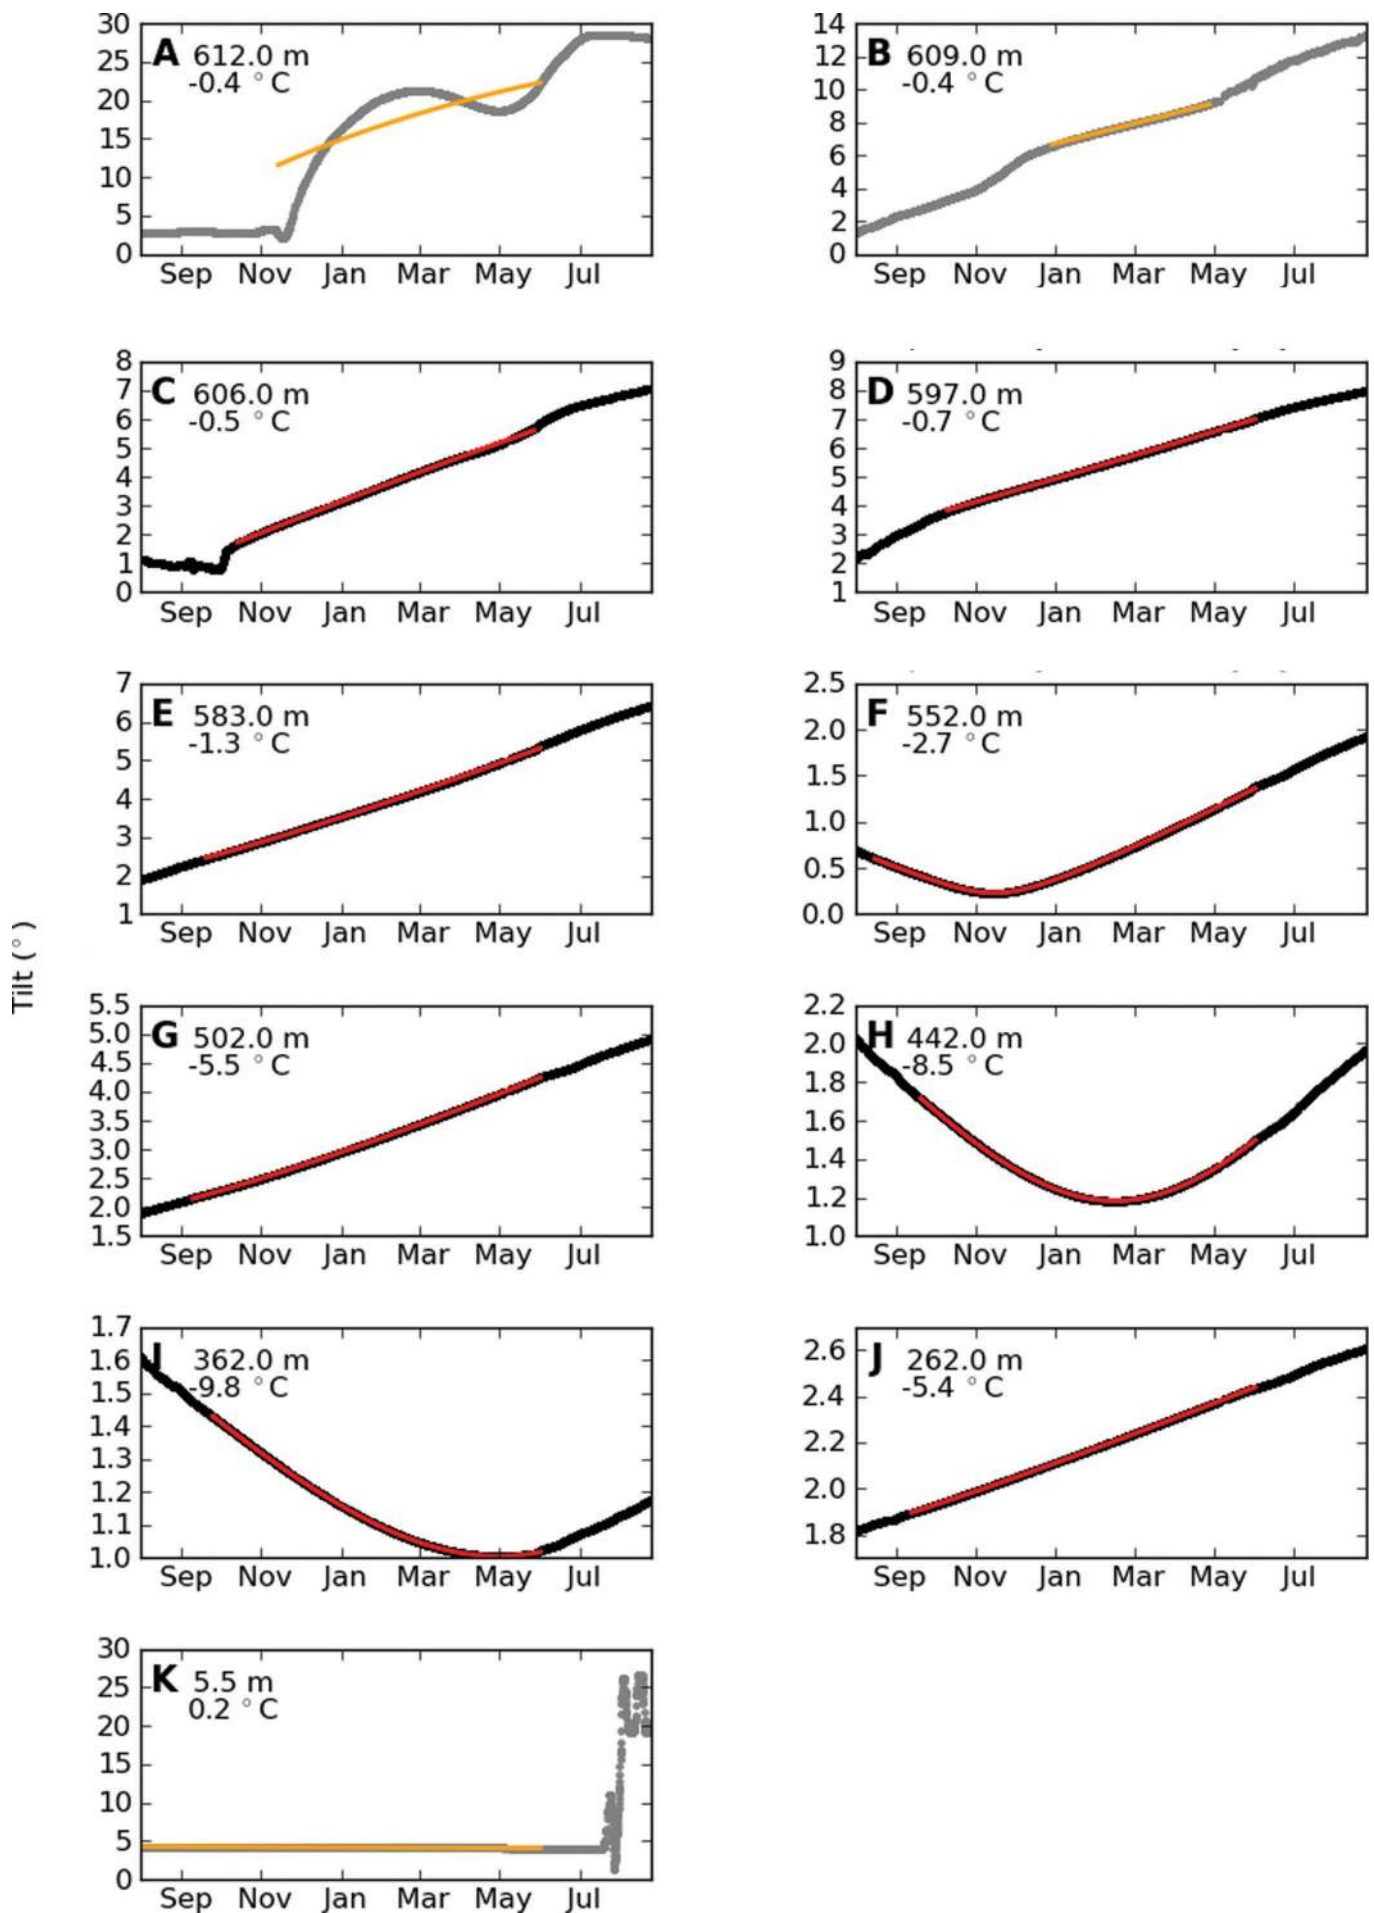 A 612.0 m
-0.4 °C
30
25
20
15
10
5
0
Sep Nov Jan Mar May Jul
B 609.0 m
-0.4 °C
14
12
10
8
6
4
2
0
Sep Nov Jan Mar May Jul
C 606.0 m
-0.5 °C
8
7
6
5
4
3
2
1
0
Sep Nov Jan Mar May Jul
D 597.0 m
-0.7 °C
9
8
7
6
5
4
3
2
1
Sep Nov Jan Mar May Jul
E 583.0 m
-1.3 °C
7
6
5
4
3
2
1
Sep Nov Jan Mar May Jul
F 552.0 m
-2.7 °C
2.5
2.0
1.5
1.0
0.5
0.0
Sep Nov Jan Mar May Jul
Tilt (°)
G 502.0 m
-5.5 °C
5.5
5.0
4.5
4.0
3.5
3.0
2.5
2.0
1.5
Sep Nov Jan Mar May Jul
H 442.0 m
-8.5 °C
2.2
2.0
1.8
1.6
1.4
1.2
1.0
Sep Nov Jan Mar May Jul
I 362.0 m
-9.8 °C
1.7
1.6
1.5
1.4
1.3
1.2
1.1
1.0
Sep Nov Jan Mar May Jul
J 262.0 m
-5.4 °C
2.6
2.4
2.2
2.0
1.8
Sep Nov Jan Mar May Jul
K 5.5 m
0.2 °C
30
25
20
15
10
5
0
Sep Nov Jan Mar May Jul